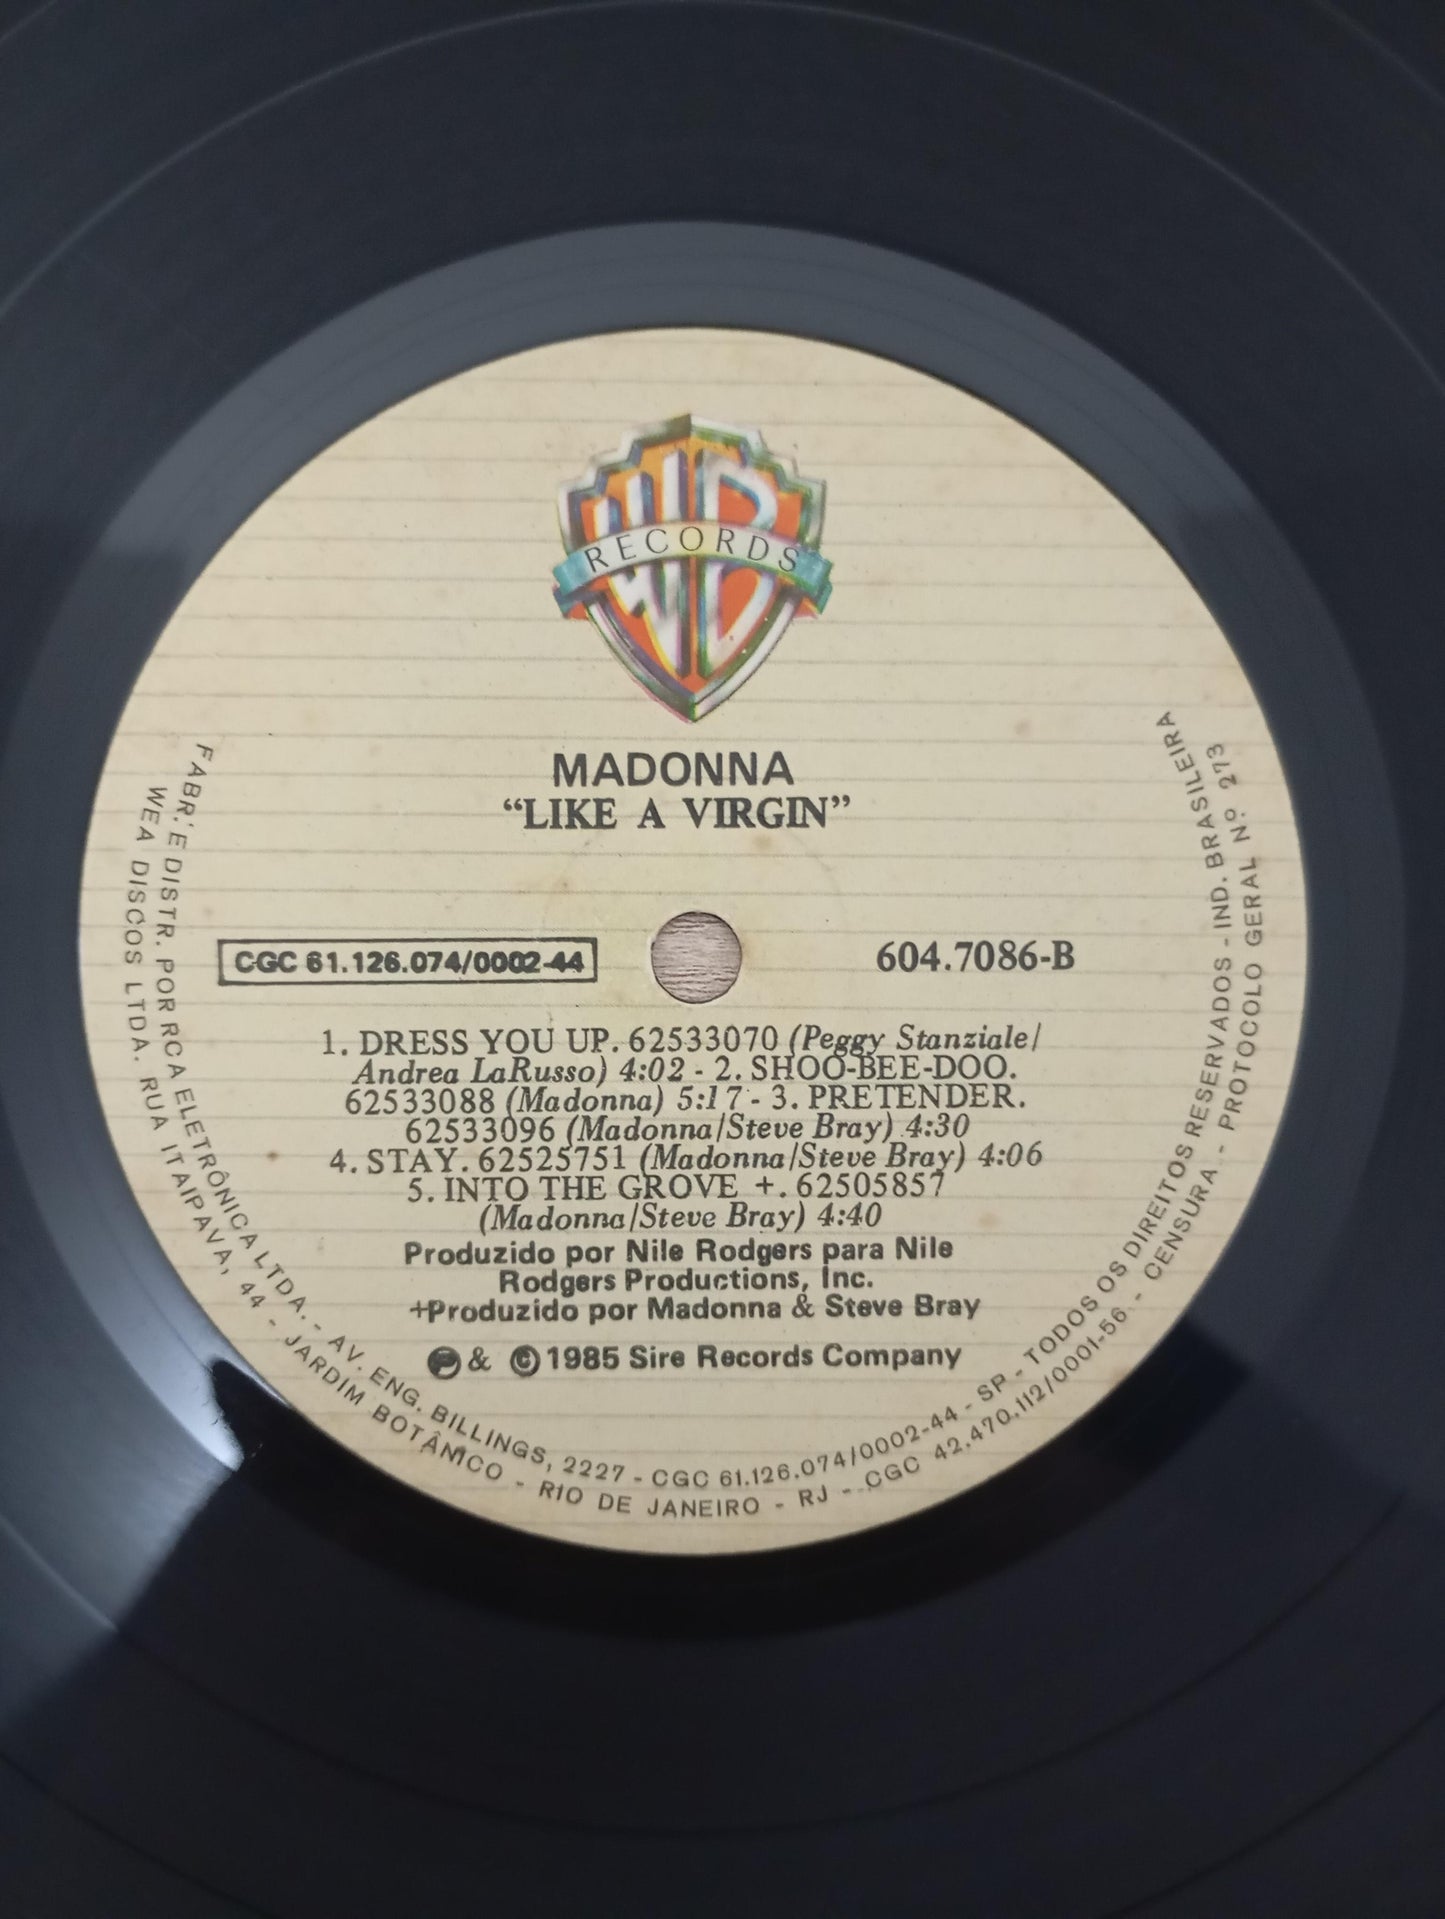 WB
RECORDS
MADONNA
“LIKE A VIRGIN”
CGC 61.126.074/0002-44
604.7086-B
1. DRESS YOU UP. 62533070 (Peggy Stanziale/
Andrea LaRusso) 4:02 - 2. SHOO-BEE-DOO.
62533088 (Madonna) 5:17 - 3. PRETENDER.
62533096 (Madonna/Steve Bray) 4:30
4. STAY. 62525751 (Madonna/Steve Bray) 4:06
5. INTO THE GROVE +. 62505857
(Madonna/Steve Bray) 4:40
Produzido por Nile Rodgers para Nile
Rodgers Productions, Inc.
+Produzido por Madonna & Steve Bray
℗ & © 1985 Sire Records Company
FABR. E DISTR. POR RCA ELETRÔNICA LTDA. - AV. ENG. BILLINGS, 2227 - CGC 61.126.074/0002-44 - SP - TODOS OS DIREITOS RESERVADOS - IND. BRASILEIRA
WEA DISCOS LTDA. RUA ITAIPAVA, 44 - JARDIM BOTÂNICO - RIO DE JANEIRO - RJ - CGC 42.470.112/0001-56 - CENSURA - PROTOCOLO GERAL Nº 273